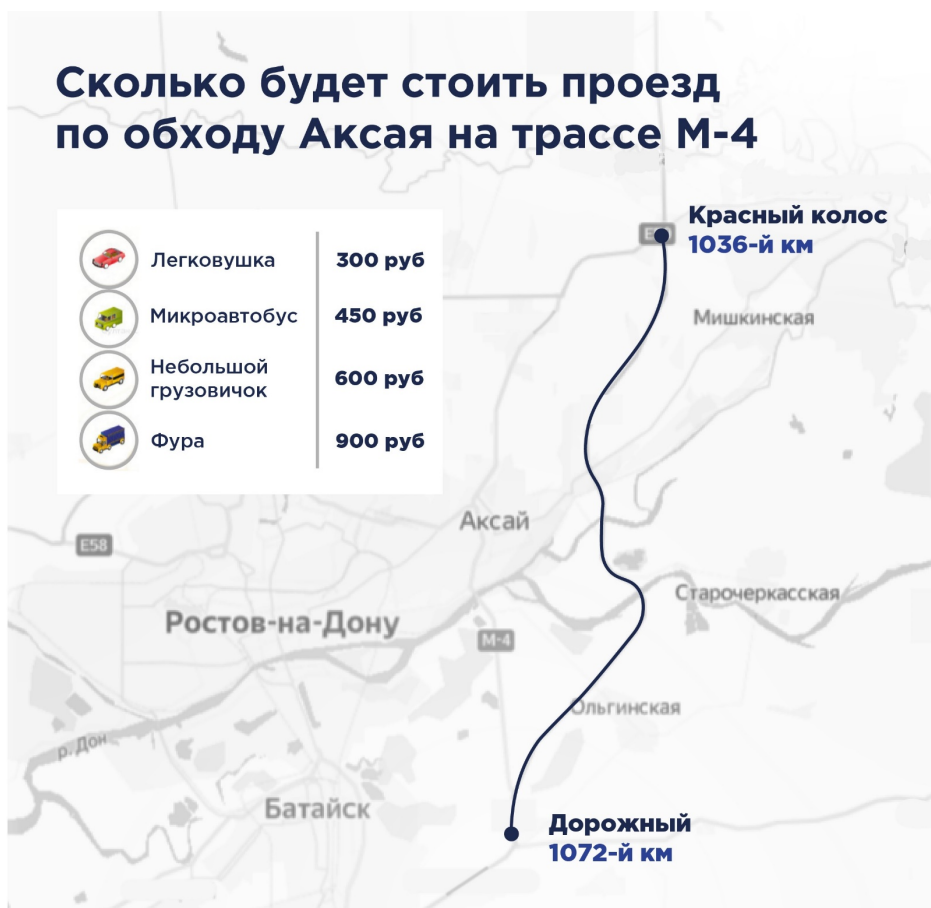 Сколько будет стоить проезд
по обходу Аксая на трассе М-4
Красный колос
1036-й км
Легковушка 300 руб
Микроавтобус 450 руб
Небольшой
грузовичок 600 руб
Фура 900 руб
Мишкинская
Аксай
E58
Старочеркасская
Ростов-на-Дону
М-4
Ольгинская
р. Дон
Батайск
Дорожный
1072-й км